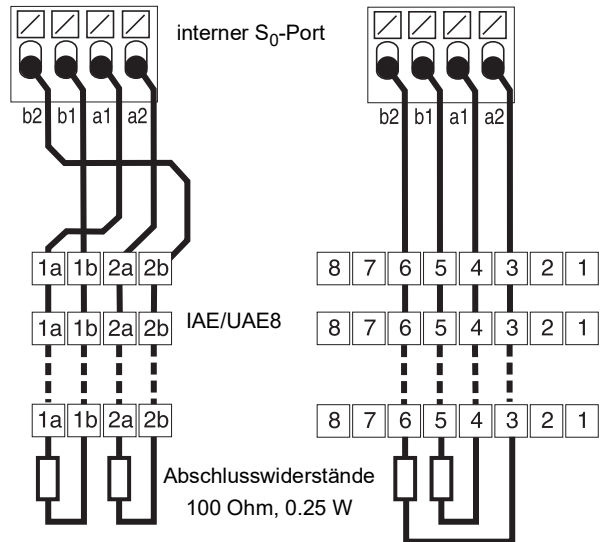 interner S0-Port
b2 b1 a1 a2
b2 b1 a1 a2
1a 1b 2a 2b
8 7 6 5 4 3 2 1
1a 1b 2a 2b
IAE/UAE8
8 7 6 5 4 3 2 1
1a 1b 2a 2b
8 7 6 5 4 3 2 1
Abschlusswiderstände
100 Ohm, 0.25 W